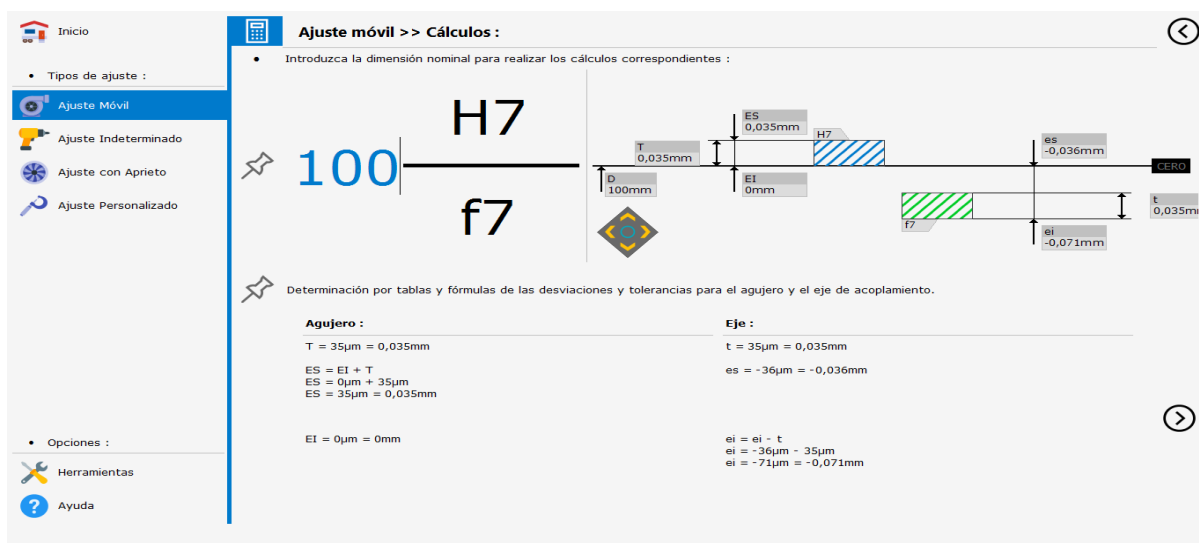 Inicio
• Tipos de ajuste :
Ajuste Móvil
Ajuste Indeterminado
Ajuste con Aprieto
Ajuste Personalizado
• Opciones :
Herramientas
Ayuda
Ajuste móvil >> Cálculos :
• Introduzca la dimensión nominal para realizar los cálculos correspondientes :
100
H7
f7
T
0,035mm
ES
0,035mm
H7
es
-0,036mm
CERO
D
100mm
EI
0mm
f7
t
0,035m
ei
-0,071mm
Determinación por tablas y fórmulas de las desviaciones y tolerancias para el agujero y el eje de acoplamiento.
Agujero :
T = 35µm = 0,035mm
ES = EI + T
ES = 0µm + 35µm
ES = 35µm = 0,035mm
EI = 0µm = 0mm
Eje :
t = 35µm = 0,035mm
es = -36µm = -0,036mm
ei = ei - t
ei = -36µm - 35µm
ei = -71µm = -0,071mm